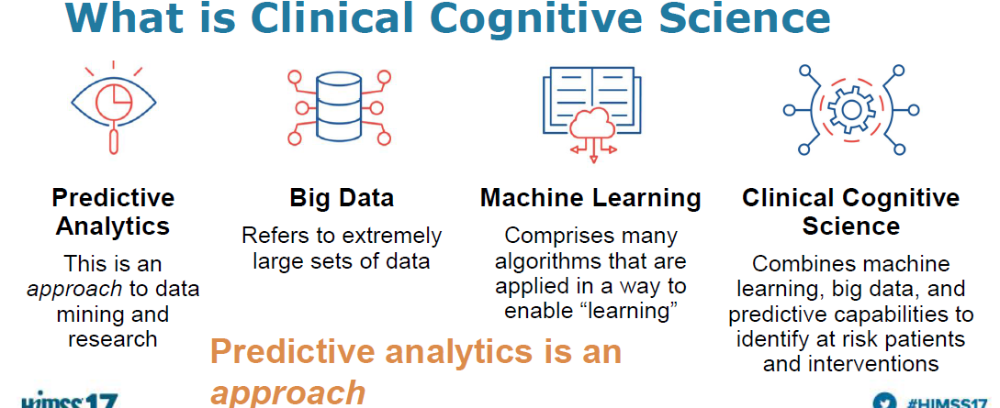 What is Clinical Cognitive Science
Predictive
Analytics
This is an
approach to data
mining and
research
Big Data
Refers to extremely
large sets of data
Machine Learning
Comprises many
algorithms that are
applied in a way to
enable “learning”
Clinical Cognitive
Science
Combines machine
learning, big data, and
predictive capabilities to
identify at risk patients
and interventions
Predictive analytics is an
approach
HIMSS'17
#HIMSS17